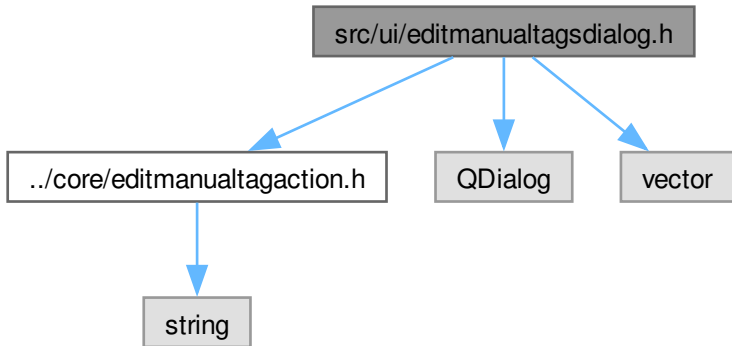 src/ui/editmanualtagsdialog.h
../core/editmanualtagaction.h
QDialog
vector
string